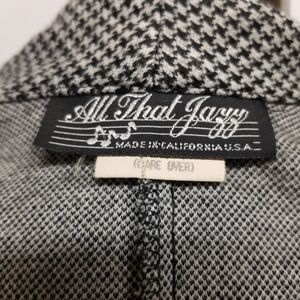 All That Jazz
MADE IN CALIFORNIA U.S.A.
(CARE OVER)